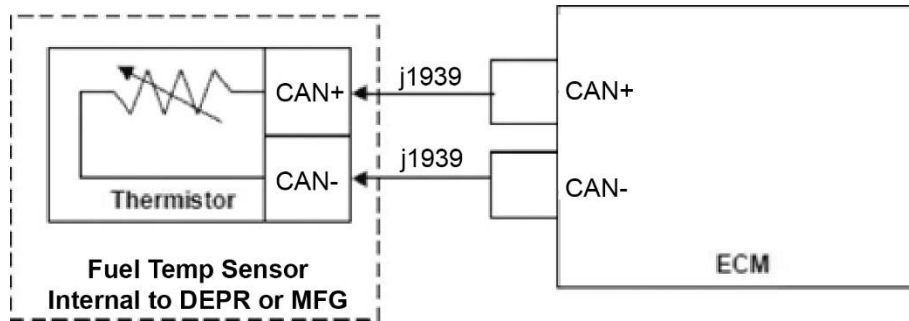 CAN+
j1939
CAN+
j1939
CAN-
CAN-
Thermistor
Fuel Temp Sensor
Internal to DEPR or MFG
ECM